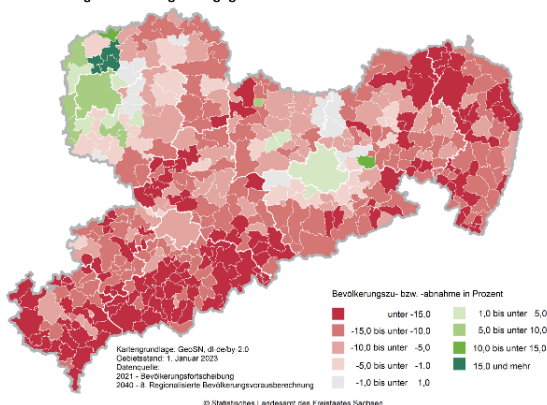 Bevölkerungszu- bzw. -abnahme in Prozent
unter -15.0
-15,0 bis unter -10.0
-10,0 bis unter -5,0
-5,0 bis unter -1.0
-1,0 bis unter 1,0
1,0 bis unter 5,0
5,0 bis unter 10,0
10,0 bis unter 15,0
15,0 und mehr
Kartengrundlage: GeoSN, dl-de/by-2.0
Gebietsstand: 1. Januar 2023
Datenquelle:
2021 - Bevölkerungsfortschreibung
2040 - 8. Regionalisierte Bevölkerungsvorausberechnung
© Statistisches Landesamt des Freistaates Sachsen